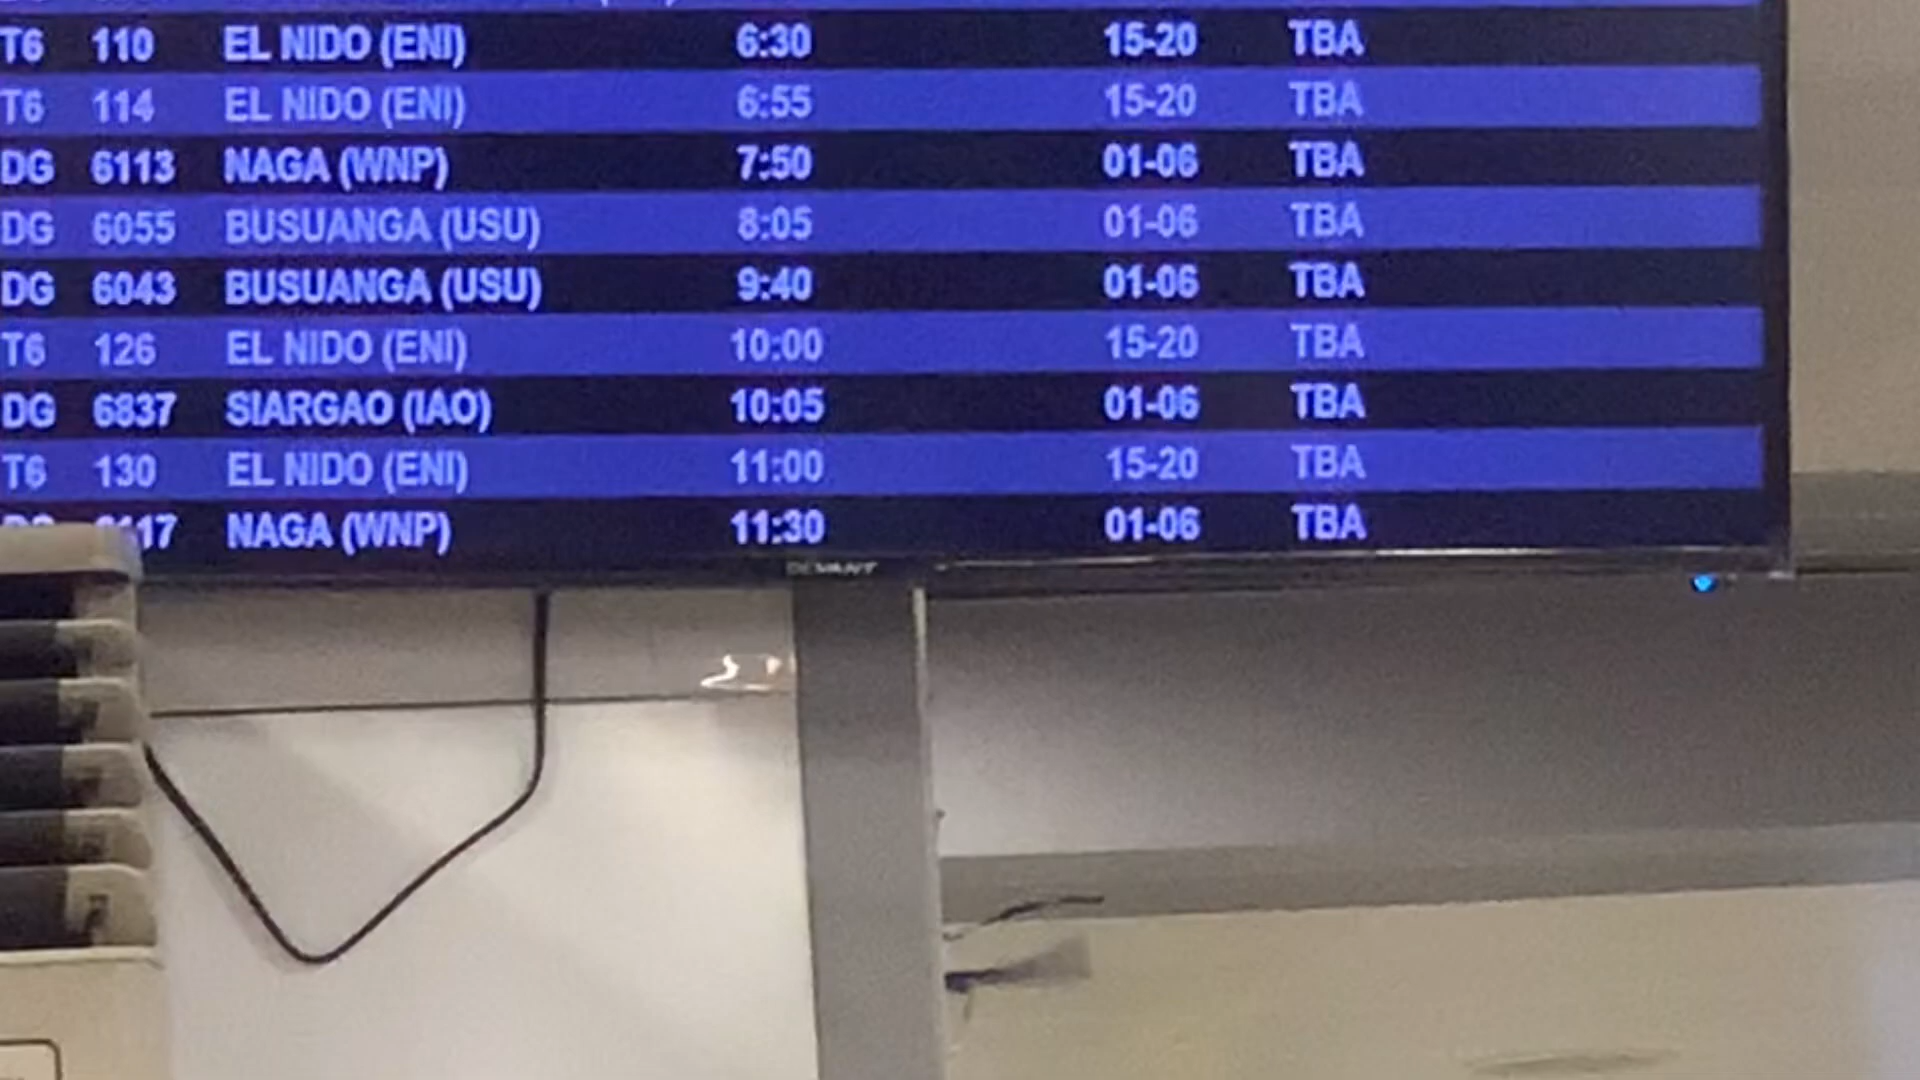 T6 110 EL NIDO (ENI) 6:30 15-20 TBA
T6 114 EL NIDO (ENI) 6:55 15-20 TBA
DG 6113 NAGA (WNP) 7:50 01-06 TBA
DG 6055 BUSUANGA (USU) 8:05 01-06 TBA
DG 6043 BUSUANGA (USU) 9:40 01-06 TBA
T6 126 EL NIDO (ENI) 10:00 15-20 TBA
DG 6837 SIARGAO (IAO) 10:05 01-06 TBA
T6 130 EL NIDO (ENI) 11:00 15-20 TBA
NAGA (WNP) 11:30 01-06 TBA
DEVANT